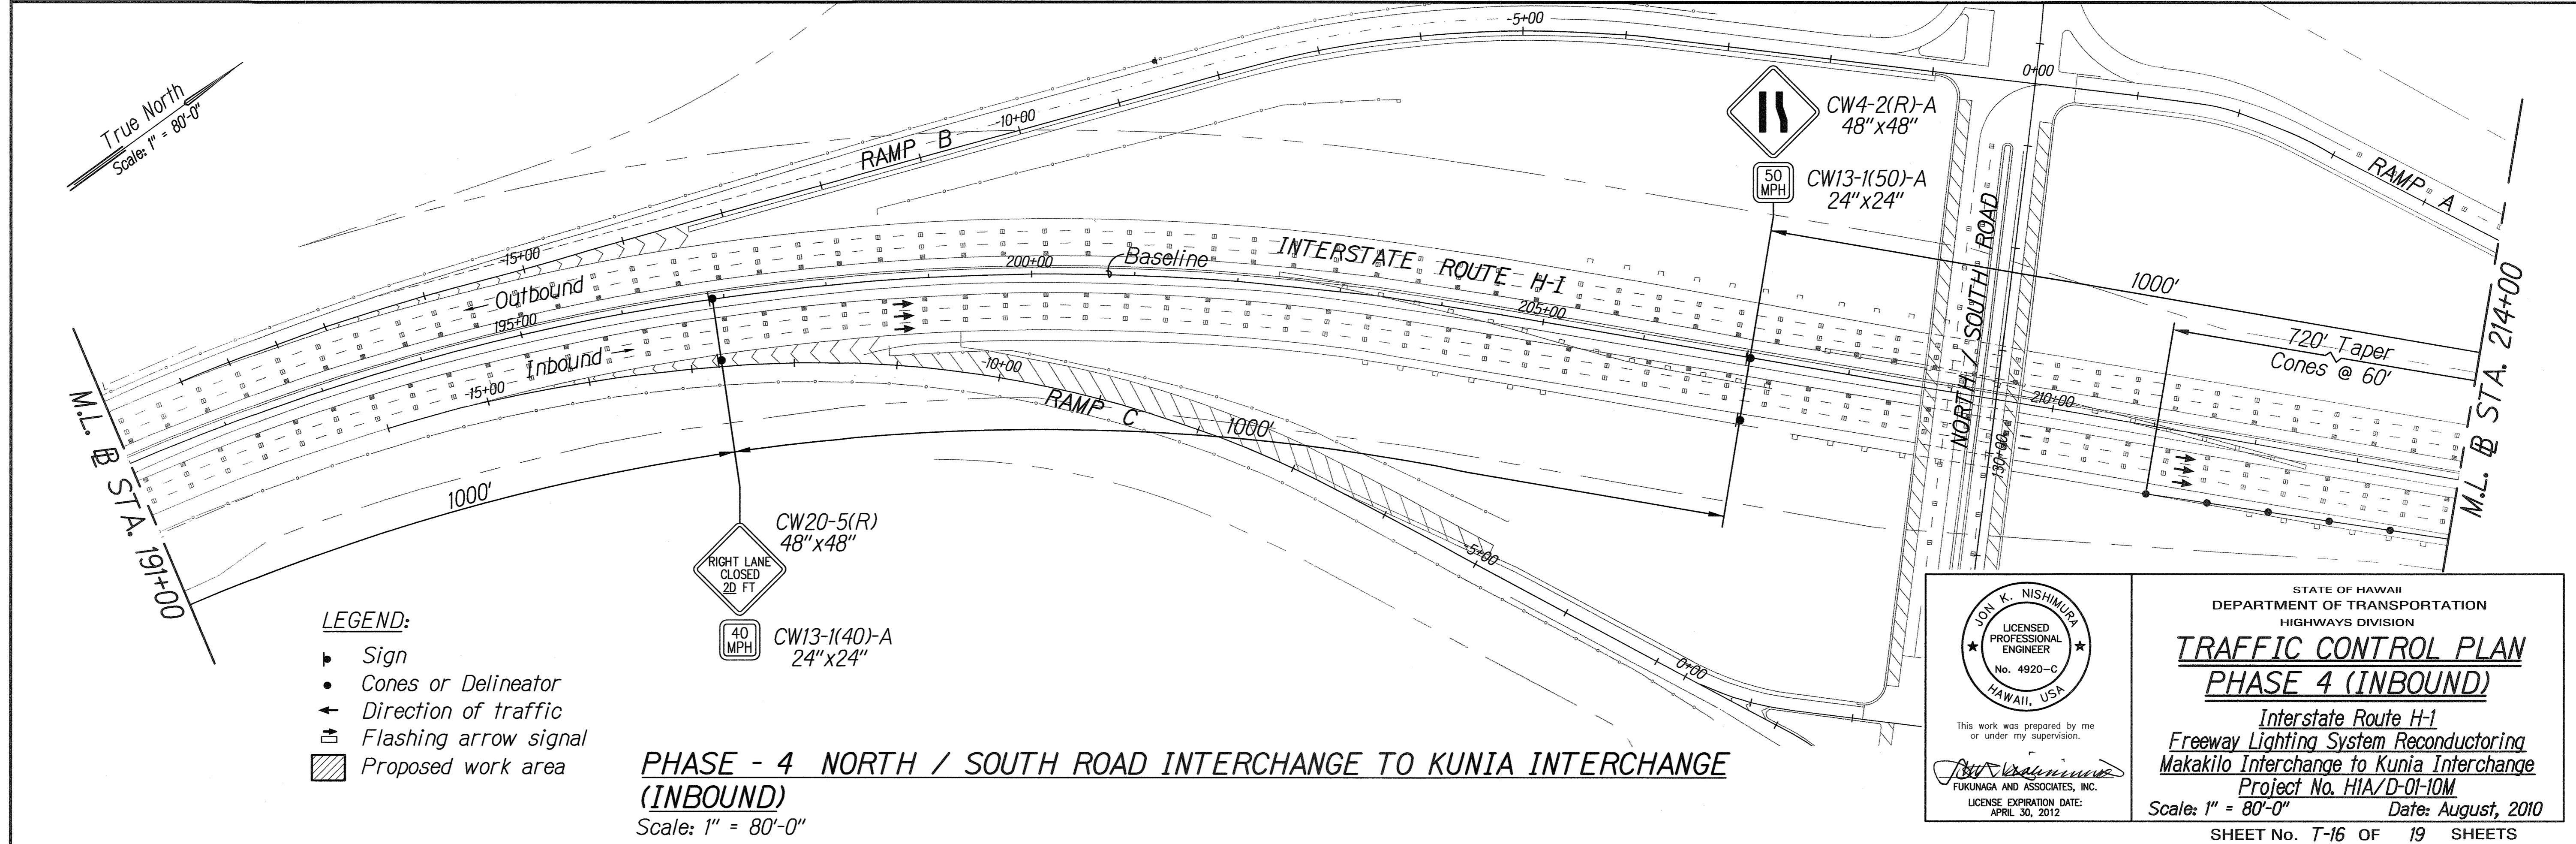 True North
Scale: 1" = 80'-0"
-5+00
0+00
-10+00
RAMP B
-15+00
CW4-2(R)-A
48"x48"
50
MPH
CW13-1(50)-A
24"x24"
RAMP A
INTERSTATE ROUTE H-1
Baseline
200+00
Outbound
195+00
Inbound
-15+00
205+00
NORTH / SOUTH ROAD
1000'
720' Taper
Cones @ 60'
210+00
130+00
M.L. BL STA. 214+00
M.L. BL STA. 191+00
-10+00
RAMP C
1000'
1000'
-5+00
0+00
CW20-5(R)
48"x48"
RIGHT LANE
CLOSED
2D FT
40
MPH
CW13-1(40)-A
24"x24"
LEGEND:
Sign
Cones or Delineator
Direction of traffic
Flashing arrow signal
Proposed work area
PHASE - 4 NORTH / SOUTH ROAD INTERCHANGE TO KUNIA INTERCHANGE
(INBOUND)
Scale: 1" = 80'-0"
JON K. NISHIMURA
LICENSED
PROFESSIONAL
ENGINEER
No. 4920-C
HAWAII, USA
This work was prepared by me
or under my supervision.
FUKUNAGA AND ASSOCIATES, INC.
LICENSE EXPIRATION DATE:
APRIL 30, 2012
STATE OF HAWAII
DEPARTMENT OF TRANSPORTATION
HIGHWAYS DIVISION
TRAFFIC CONTROL PLAN
PHASE 4 (INBOUND)
Interstate Route H-1
Freeway Lighting System Reconductoring
Makakilo Interchange to Kunia Interchange
Project No. H1A/D-01-10M
Scale: 1" = 80'-0" Date: August, 2010
SHEET No. T-16 OF 19 SHEETS